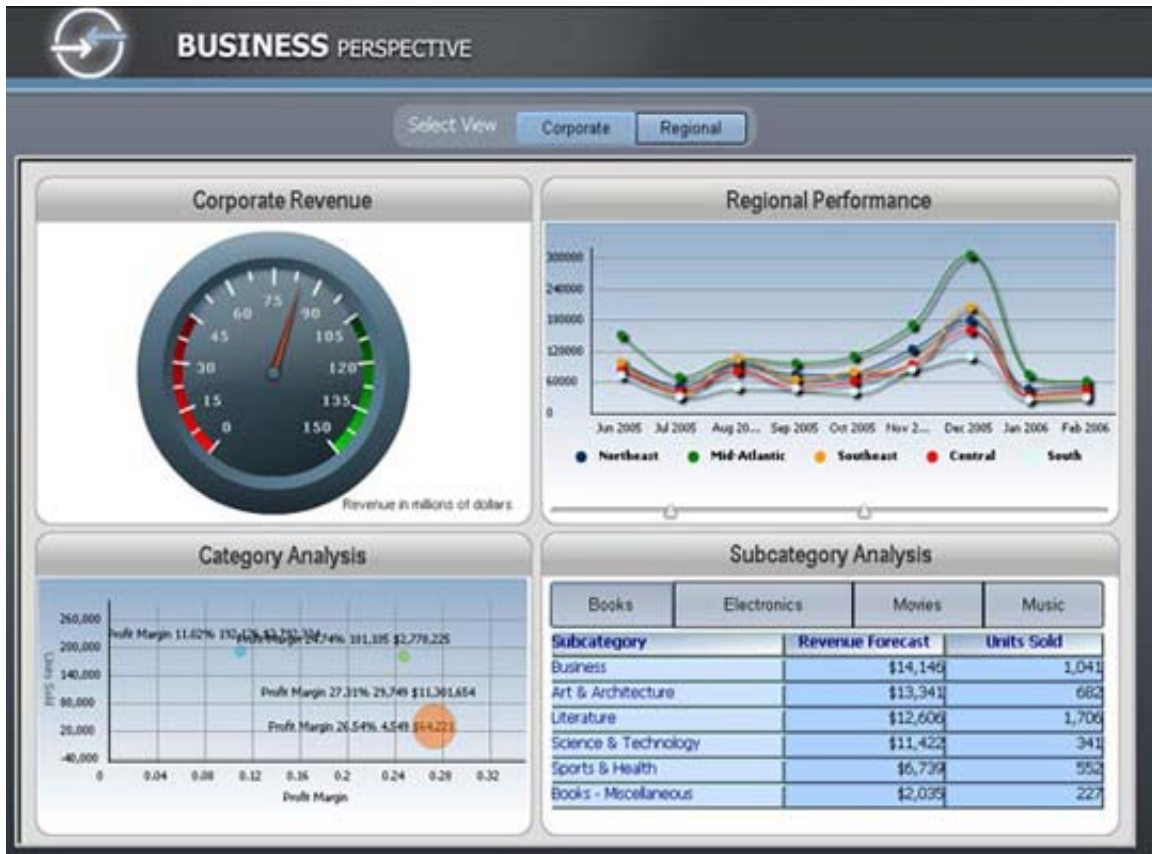 BUSINESS PERSPECTIVE
Select View Corporate Regional
Corporate Revenue
0
15
30
45
60
75
90
105
120
135
150
Revenue in millions of dollars
Regional Performance
300000
240000
180000
120000
60000
0
Jun 2005 Jul 2005 Aug 20... Sep 2005 Oct 2005 Nov 2... Dec 2005 Jan 2006 Feb 2006
Northeast Mid-Atlantic Southeast Central South
Category Analysis
Units Sold
260,000
200,000
140,000
80,000
20,000
-40,000
Profit Margin 11.02%
101,105 $2,778,225
Profit Margin 27.31% 29,749 $11,301,654
Profit Margin 26.54% 4,549
0 0.04 0.08 0.12 0.16 0.2 0.24 0.28 0.32
Profit Margin
Subcategory Analysis
Books Electronics Movies Music
Subcategory Revenue Forecast Units Sold
Business $14,146 1,041
Art & Architecture $13,341 682
Literature $12,606 1,706
Science & Technology $11,422 341
Sports & Health $6,739 552
Books - Miscellaneous $2,035 227